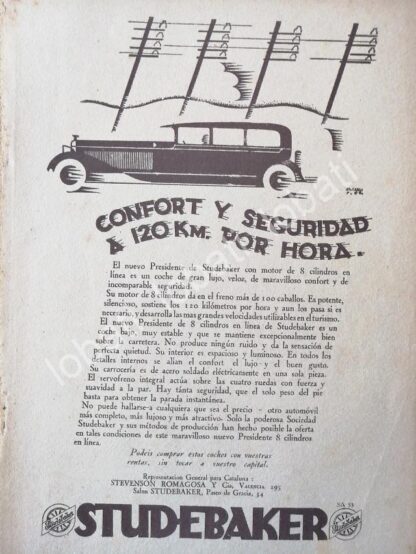 CONFORT Y SEGURIDAD
A 120 KM. POR HORA.
El nuevo Presidente de Studebaker con motor de 8 cilindros en
línea es un coche de gran lujo, veloz, de maravilloso confort y de
incomparable seguridad.
Su motor de 8 cilindros da en el freno más de 100 caballos. Es potente,
silencioso, sostiene los 120 kilómetros por hora y aun los pasa si es
necesario, y desarrolla las mas grandes velocidades utilizables en el turismo.
El nuevo Presidente de 8 cilindros en línea de Studebaker es un
coche bajo, muy estable y que se mantiene excepcionalmente bien
sobre la carretera. No produce ningún ruido y da la sensación de
perfecta quietud. Su interior es espacioso y luminoso. En todos los
detalles internos se alían el confort el lujo y el buen gusto.
Su carrocería es de acero soldado eléctricamente en una sola pieza.
El servofreno integral actúa sobre las cuatro ruedas con fuerza y
suavidad a la par. Hay tánta seguridad, que el solo peso del pie
basta para obtener la parada instantánea.
No puede hallarse - a cualquiera que sea el precio - otro automóvil
más completo, más lujoso y más atractivo. Solo la poderosa Sociedad
Studebaker y sus métodos de producción han hecho posible la oferta
en tales condiciones de este maravilloso nuevo Presidente 8 cilindros
en línea.
Podeis comprar estos coches con vuestras
rentas, sin tocar a vuestro capital.
Representacion General para Cataluña :
STEVENSON ROMAGOSA Y Cia, Valencia, 295
Salon STUDEBAKER, Paseo de Gracia, 54
SA 55
STUDEBAKER